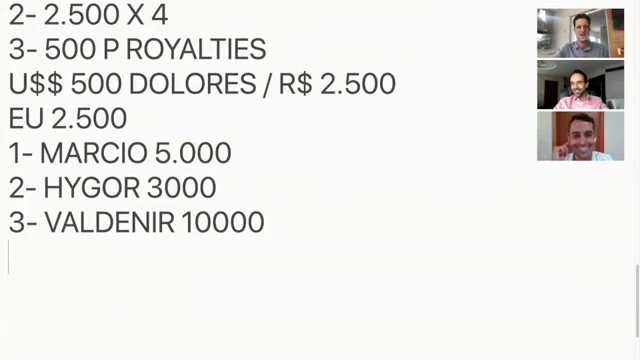 2- 2.500 X 4
3- 500 P ROYALTIES
U$$ 500 DOLORES / R$ 2.500
EU 2.500
1- MARCIO 5.000
2- HYGOR 3000
3- VALDENIR 10000